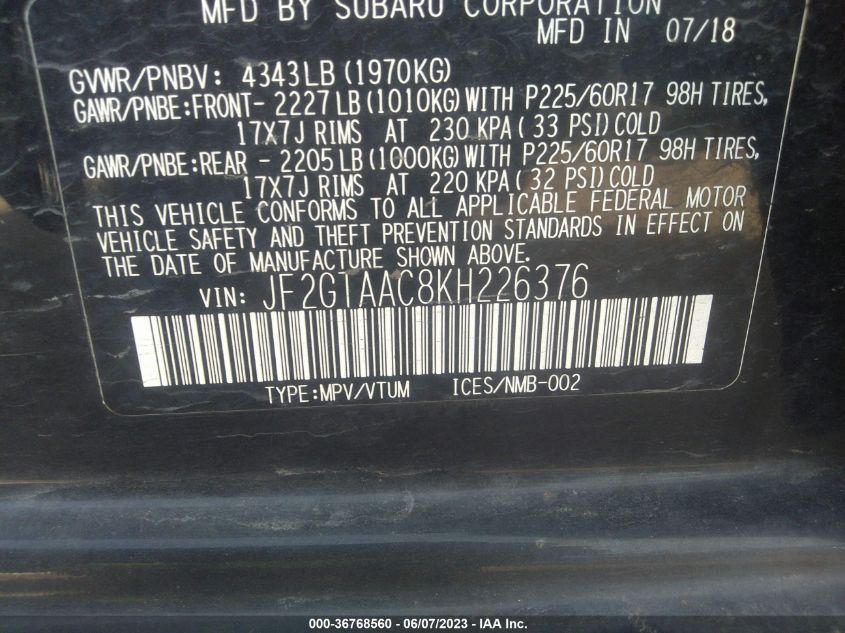 MFD BY SUBARU CORPORATION
MFD IN 07/18
GVWR/PNBV: 4343LB (1970KG)
GAWR/PNBE:FRONT- 2227LB (1010KG) WITH P225/60R17 98H TIRES,
17X7J RIMS AT 230 KPA( 33 PSI)COLD
GAWR/PNBE:REAR - 2205LB (1000KG) WITH P225/60R17 98H TIRES,
17X7J RIMS AT 220 KPA( 32 PSI)COLD
THIS VEHICLE CONFORMS TO ALL APPLICABLE FEDERAL MOTOR
VEHICLE SAFETY AND THEFT PREVENTION STANDARDS IN EFFECT ON
THE DATE OF MANUFACTURE SHOWN ABOVE.
VIN: JF2GTAAC8KH226376
TYPE:MPV/VTUM ICES/NMB-002
000-36768560 - 06/07/2023 - IAA Inc.